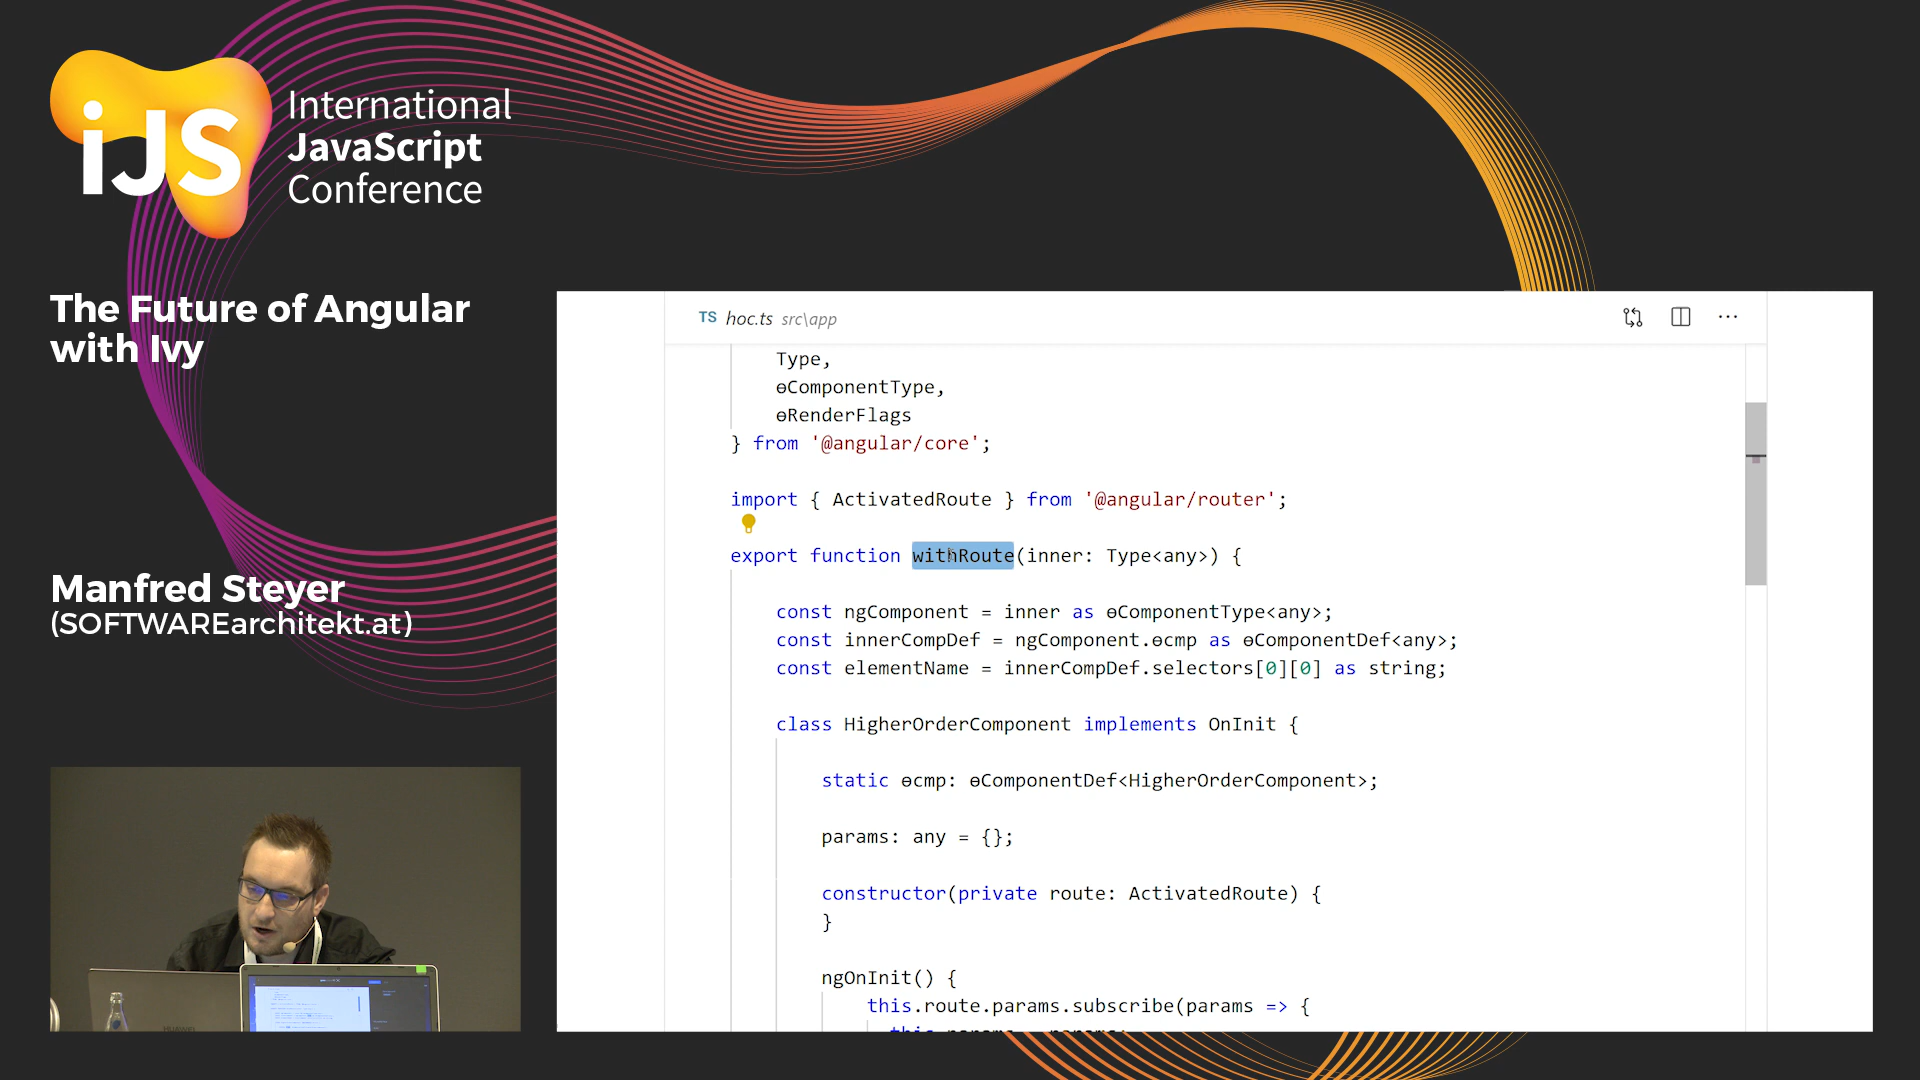 iJS
International
JavaScript
Conference
The Future of Angular
with Ivy
Manfred Steyer
(SOFTWAREarchitekt.at)
TS hoc.ts src\app
Type,
ɵComponentType,
ɵRenderFlags
} from '@angular/core';
import { ActivatedRoute } from '@angular/router';
export function withRoute(inner: Type<any>) {
const ngComponent = inner as ɵComponentType<any>;
const innerCompDef = ngComponent.ɵcmp as ɵComponentDef<any>;
const elementName = innerCompDef.selectors[0][0] as string;
class HigherOrderComponent implements OnInit {
static ɵcmp: ɵComponentDef<HigherOrderComponent>;
params: any = {};
constructor(private route: ActivatedRoute) {
}
ngOnInit() {
this.route.params.subscribe(params => {